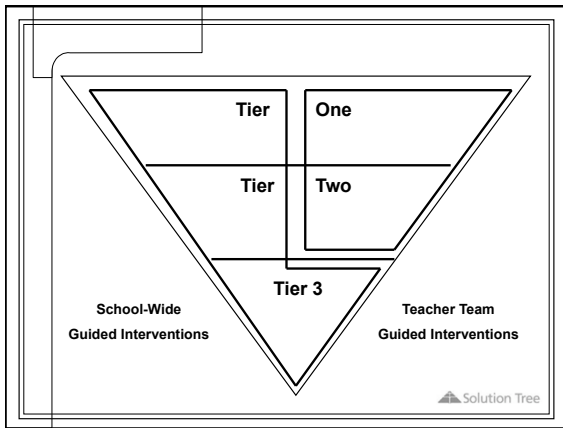 Tier One
Tier Two
Tier 3
School-Wide
Guided Interventions
Teacher Team
Guided Interventions
Solution Tree